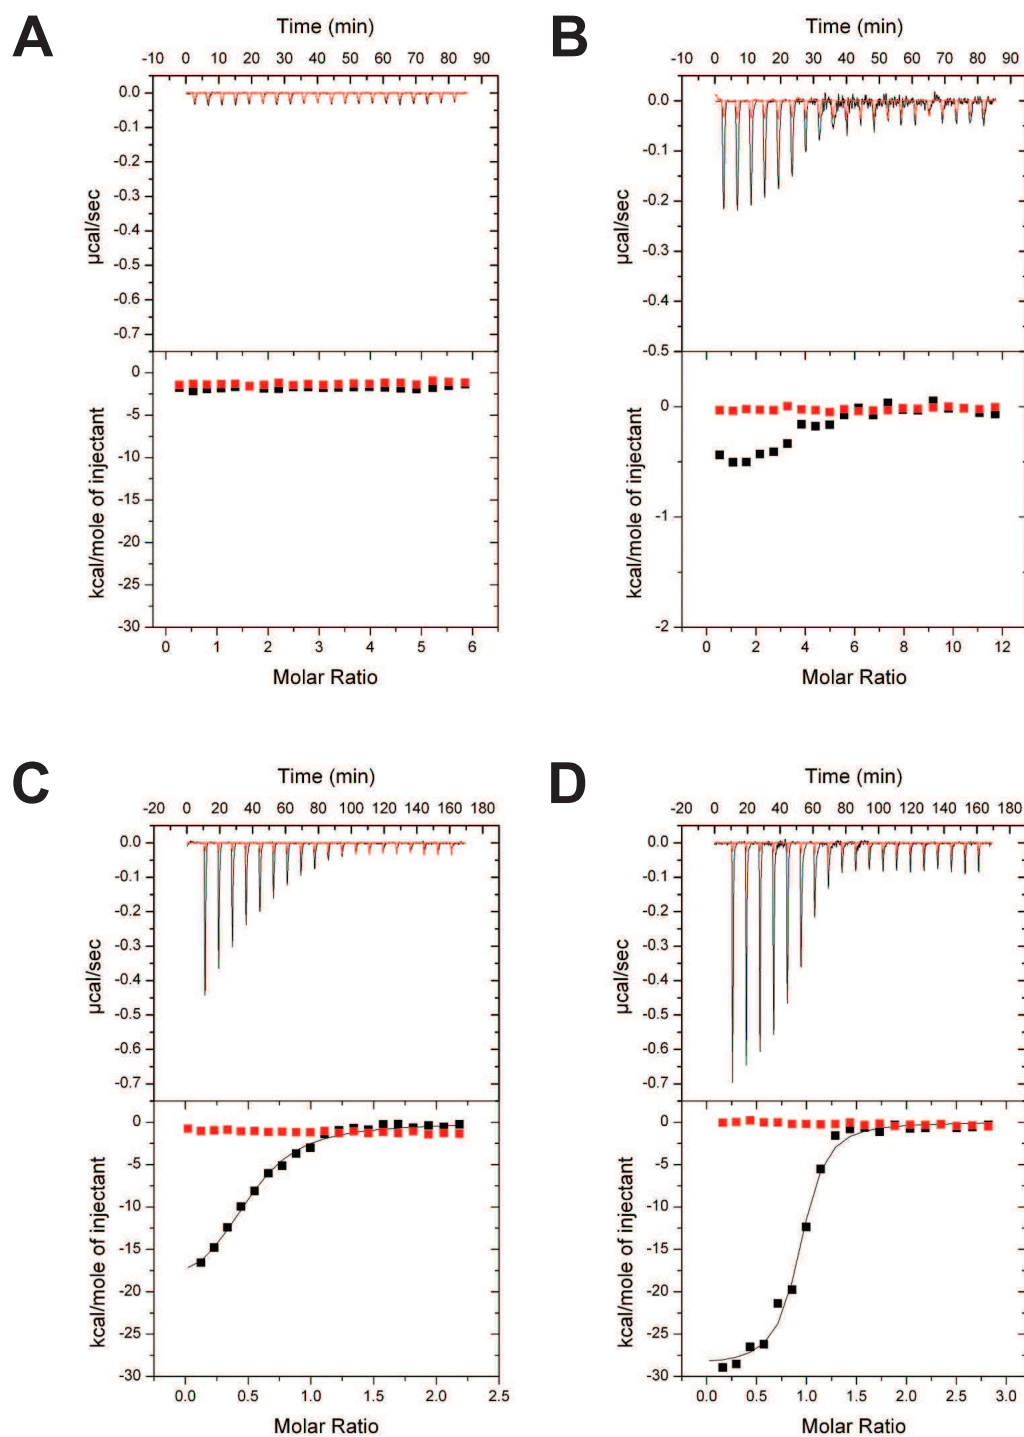 A
Time (min)
-10 0 10 20 30 40 50 60 70 80 90
0.0
-0.1
-0.2
-0.3
-0.4
-0.5
-0.6
-0.7
µcal/sec
0
-5
-10
-15
-20
-25
-30
kcal/mole of injectant
0 1 2 3 4 5 6
Molar Ratio
B
Time (min)
-10 0 10 20 30 40 50 60 70 80 90
0.0
-0.1
-0.2
-0.3
-0.4
-0.5
µcal/sec
0
-1
-2
kcal/mole of injectant
0 2 4 6 8 10 12
Molar Ratio
C
Time (min)
-20 0 20 40 60 80 100 120 140 160 180
0.0
-0.1
-0.2
-0.3
-0.4
-0.5
-0.6
-0.7
µcal/sec
0
-5
-10
-15
-20
-25
-30
kcal/mole of injectant
0.0 0.5 1.0 1.5 2.0 2.5
Molar Ratio
D
Time (min)
-20 0 20 40 60 80 100 120 140 160 180
0.0
-0.1
-0.2
-0.3
-0.4
-0.5
-0.6
-0.7
µcal/sec
0
-5
-10
-15
-20
-25
-30
kcal/mole of injectant
0.0 0.5 1.0 1.5 2.0 2.5 3.0
Molar Ratio